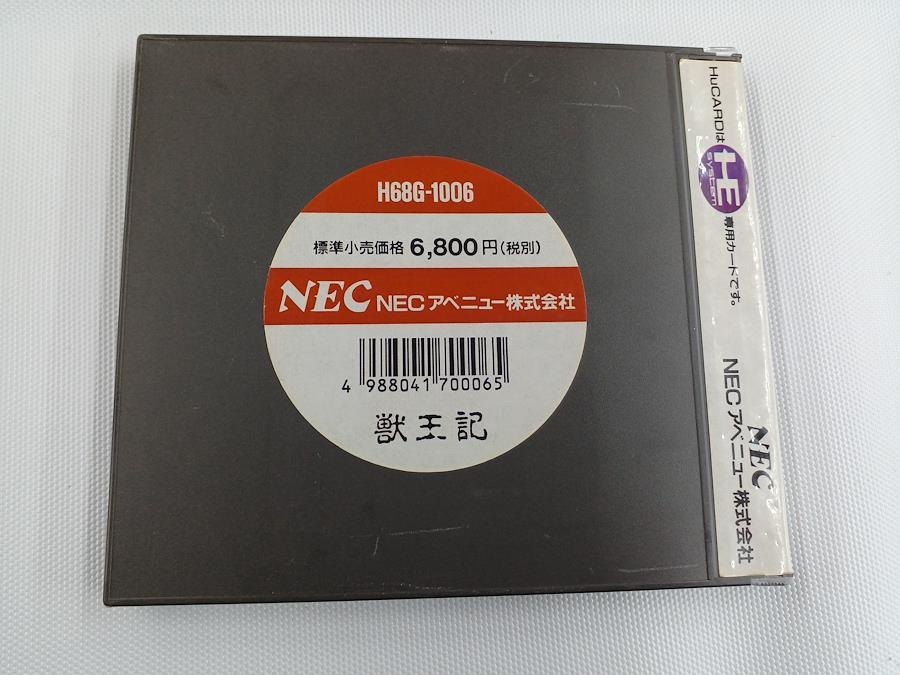 H68G-1006
標準小売価格 6,800円(税別)
NEC NECアベニュー株式会社
4 988041 700065
獣王記
HuCARDは HE SYSTEM 専用カードです。
NEC
NECアベニュー株式会社